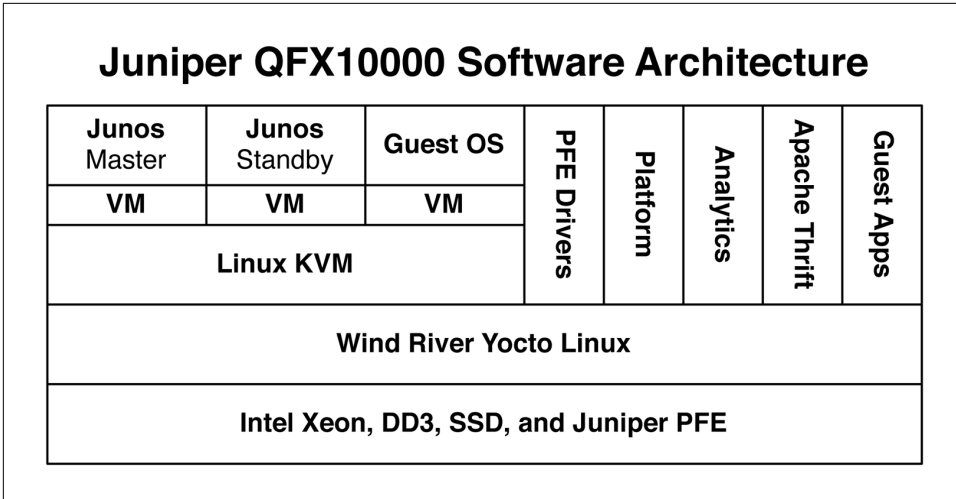 Juniper QFX10000 Software Architecture
Junos
Master
Junos
Standby
Guest OS
VM
VM
VM
Linux KVM
PFE Drivers
Platform
Analytics
Apache Thrift
Guest Apps
Wind River Yocto Linux
Intel Xeon, DD3, SSD, and Juniper PFE